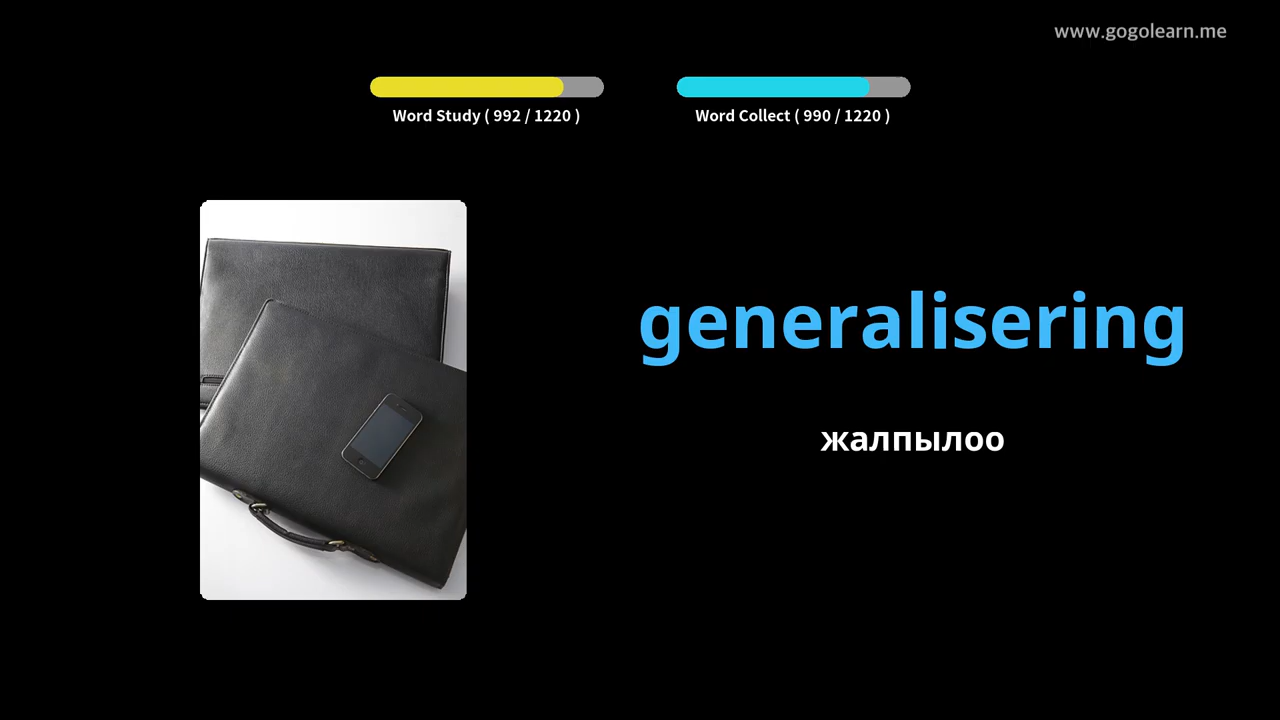 www.gogolearn.me
Word Study ( 992 / 1220 )
Word Collect ( 990 / 1220 )
generalisering
жалпылоо